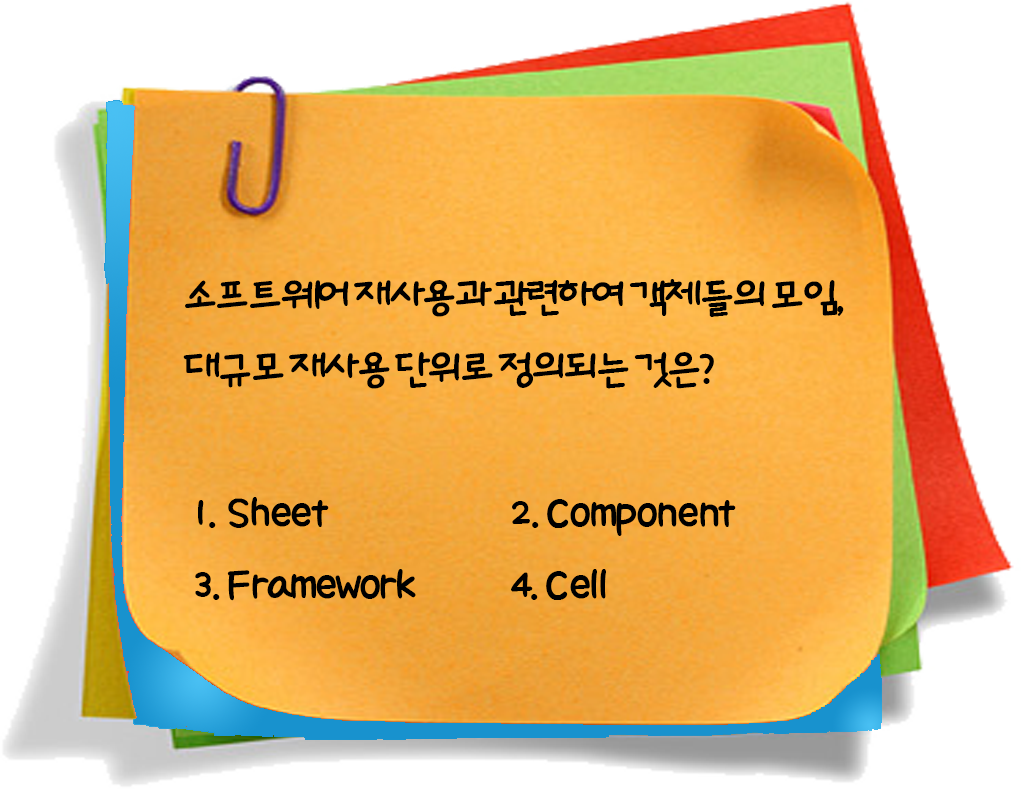 소프트웨어 재사용과 관련하여 객체들의 모임,
대규모 재사용 단위로 정의되는 것은?
1. Sheet 2. Component
3. Framework 4. Cell